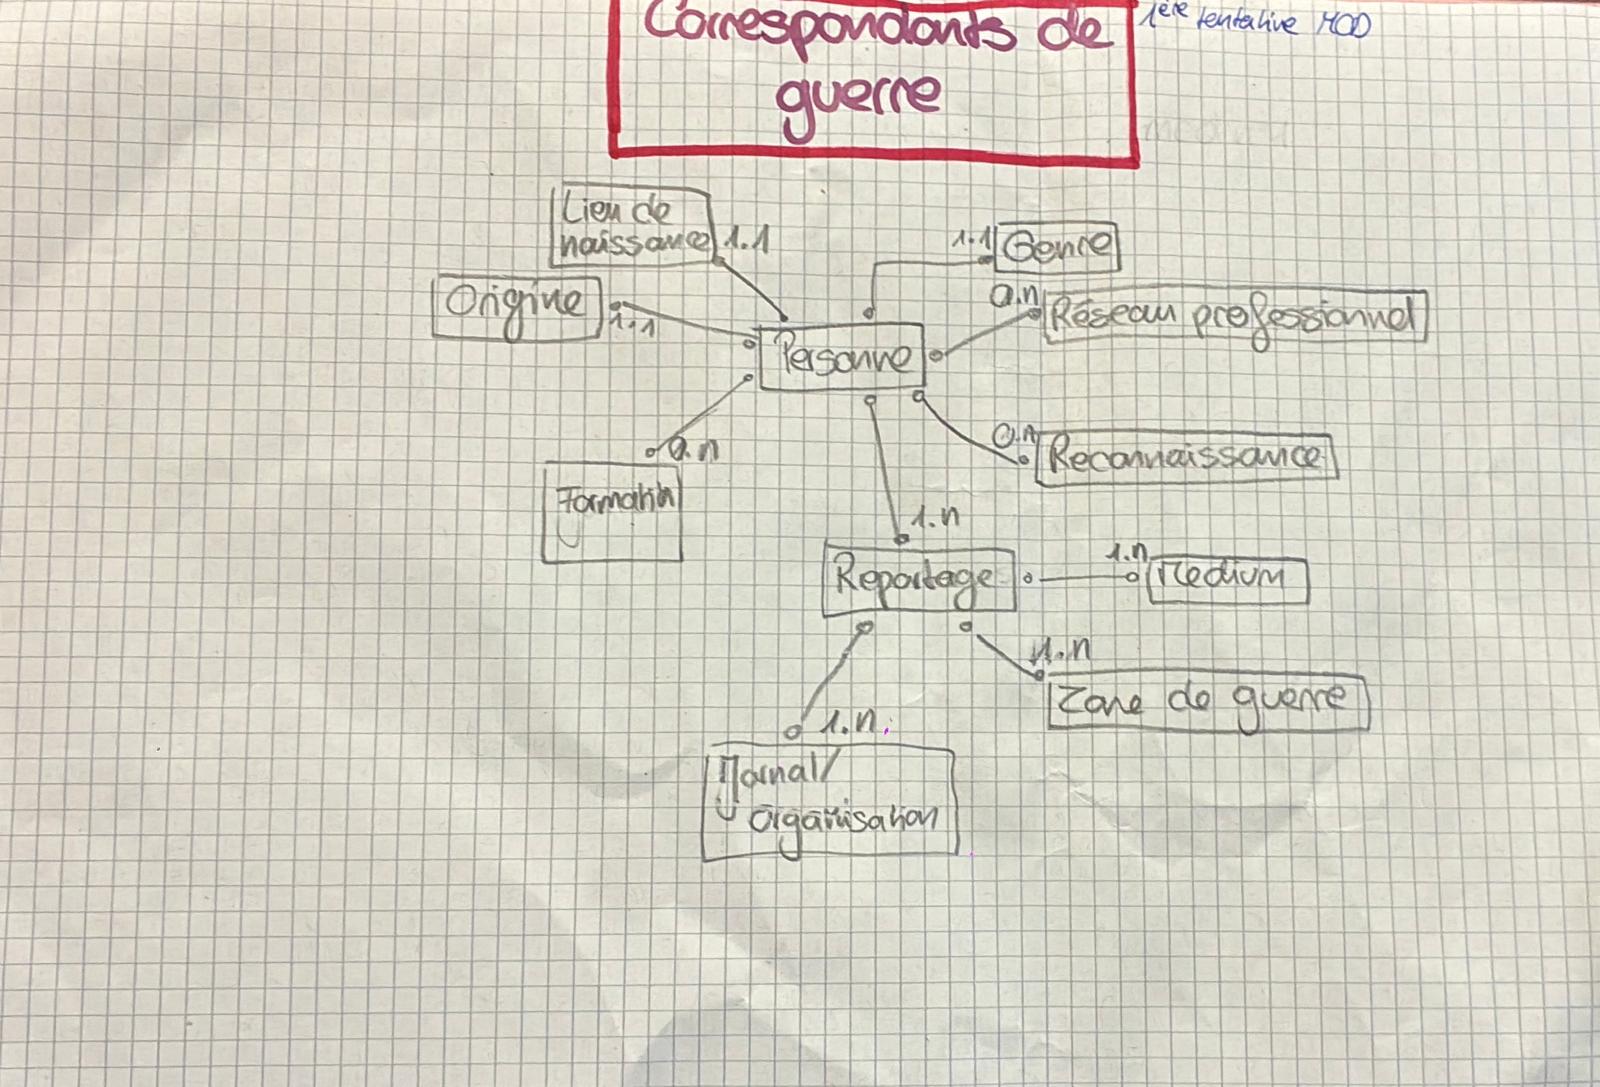 Correspondants de
guerre
1ère tentative MCD
Lieu de
naissance
1.1
1.1
Genre
Origine
1.1
0.n
Réseau professionnel
Personne
0.n
Formation
0.n
Reconnaissance
1.n
Reportage
1.n
Medium
1.n
Zone de guerre
1.n
Journal/
organisation